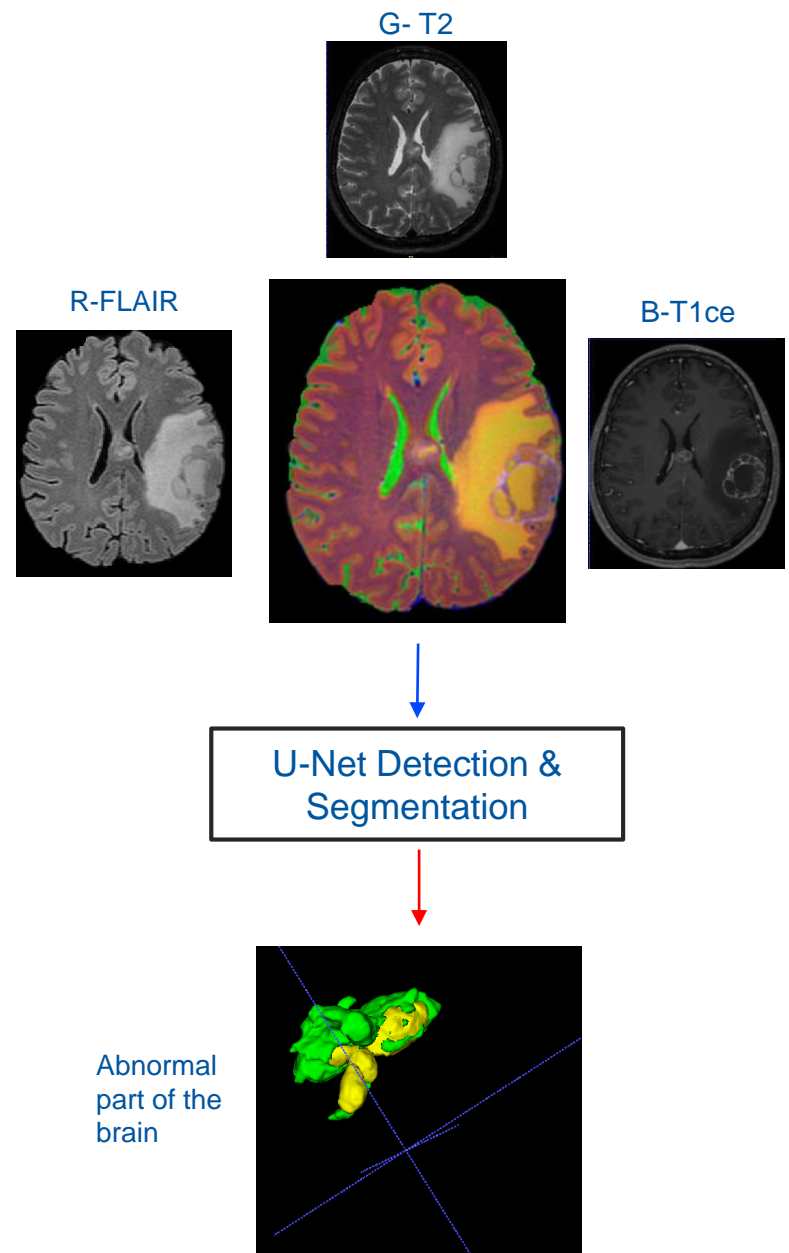 G- T2
R-FLAIR
B-T1ce
U-Net Detection &
Segmentation
Abnormal
part of the
brain